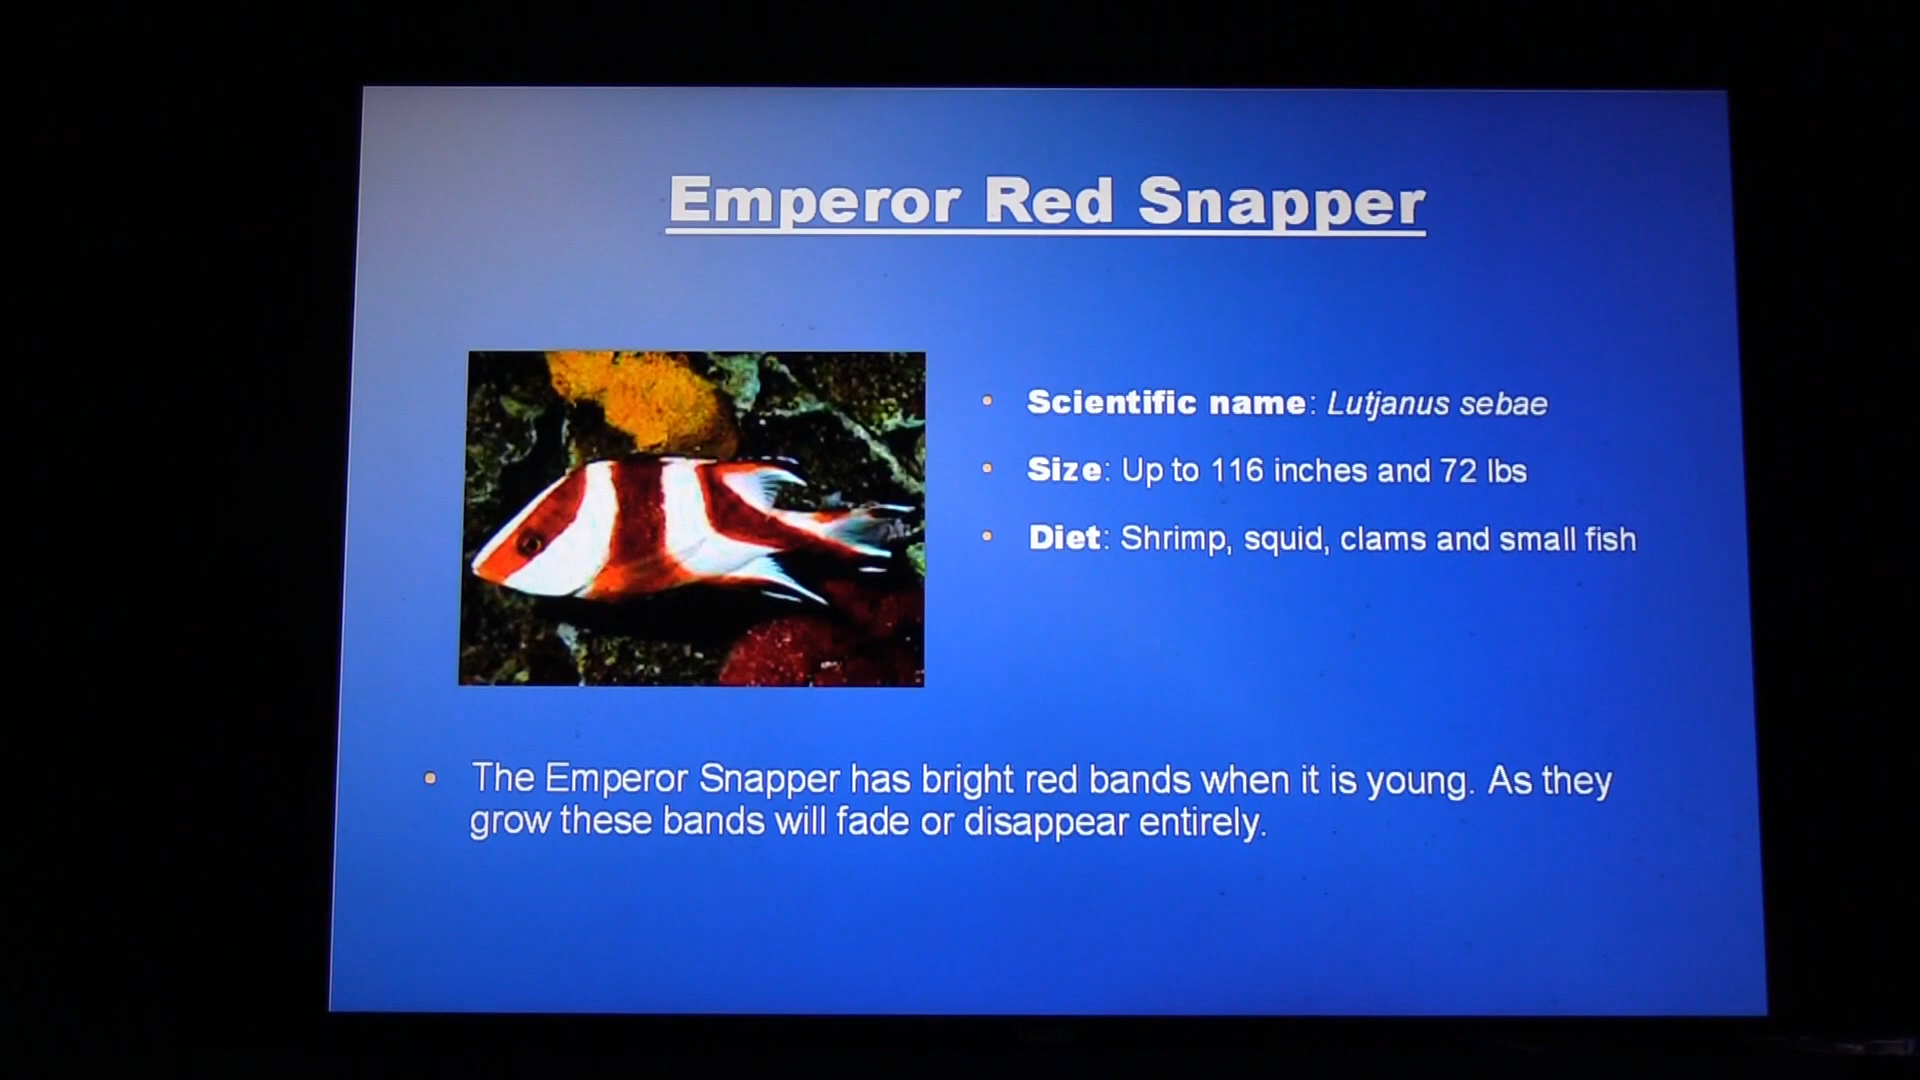 Emperor Red Snapper
• Scientific name: Lutjanus sebae
• Size: Up to 116 inches and 72 lbs
• Diet: Shrimp, squid, clams and small fish
• The Emperor Snapper has bright red bands when it is young. As they
grow these bands will fade or disappear entirely.